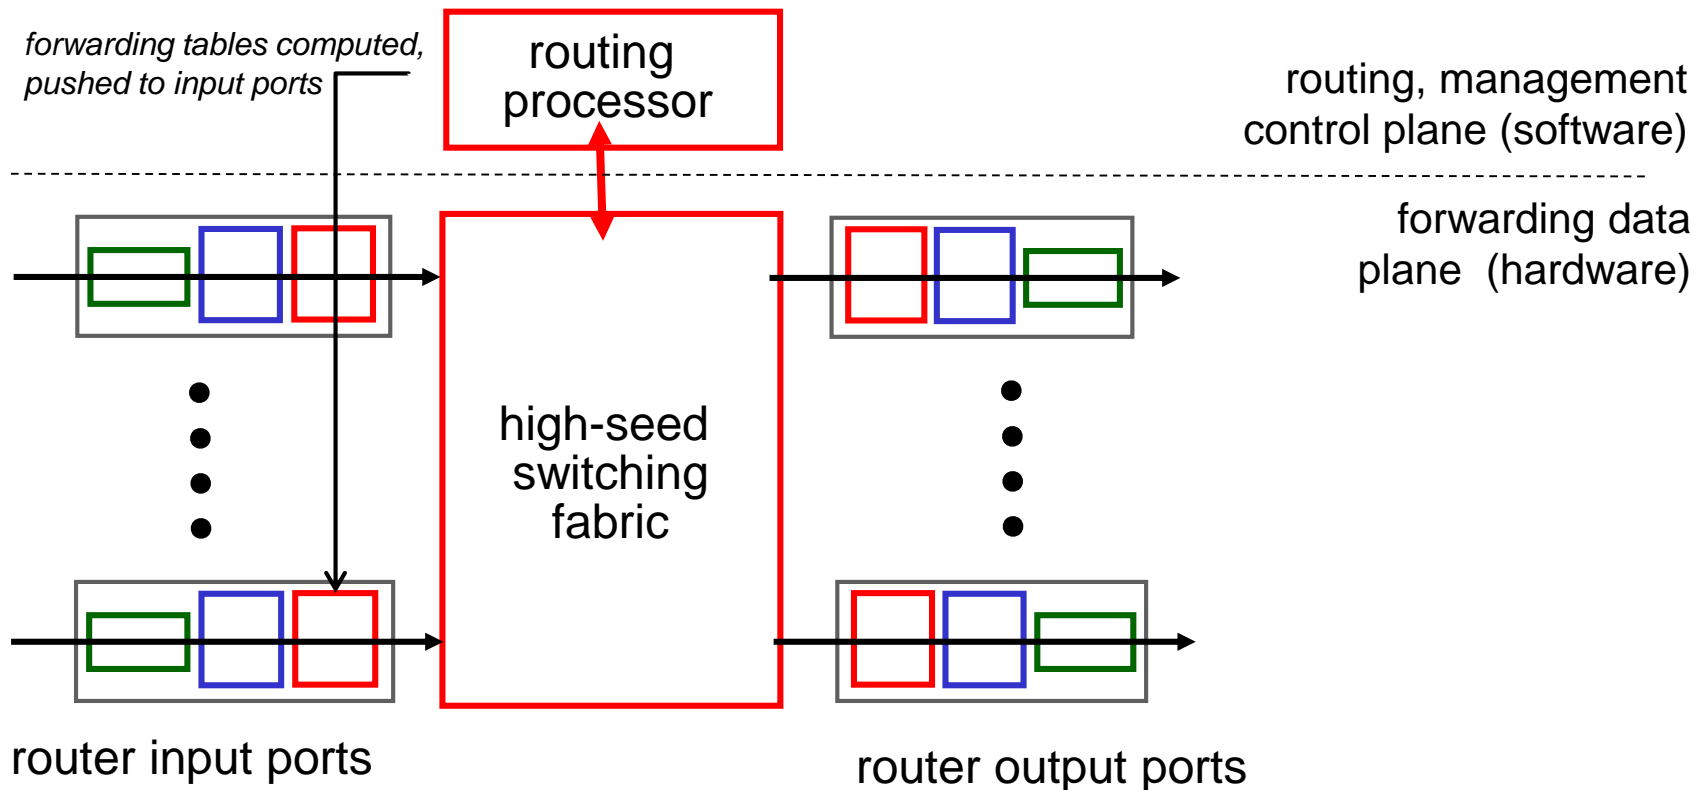 forwarding tables computed,
pushed to input ports
routing
processor
routing, management
control plane (software)
forwarding data
plane (hardware)
high-seed
switching
fabric
router input ports
router output ports